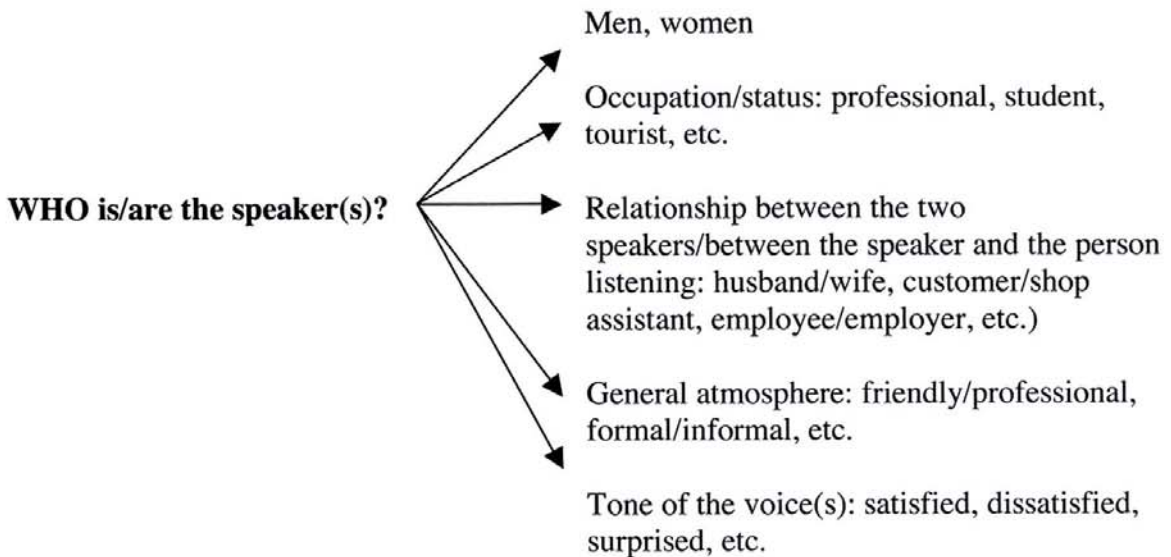 Men, women
Occupation/status: professional, student,
tourist, etc.
WHO is/are the speaker(s)?
Relationship between the two
speakers/between the speaker and the person
listening: husband/wife, customer/shop
assistant, employee/employer, etc.)
General atmosphere: friendly/professional,
formal/informal, etc.
Tone of the voice(s): satisfied, dissatisfied,
surprised, etc.